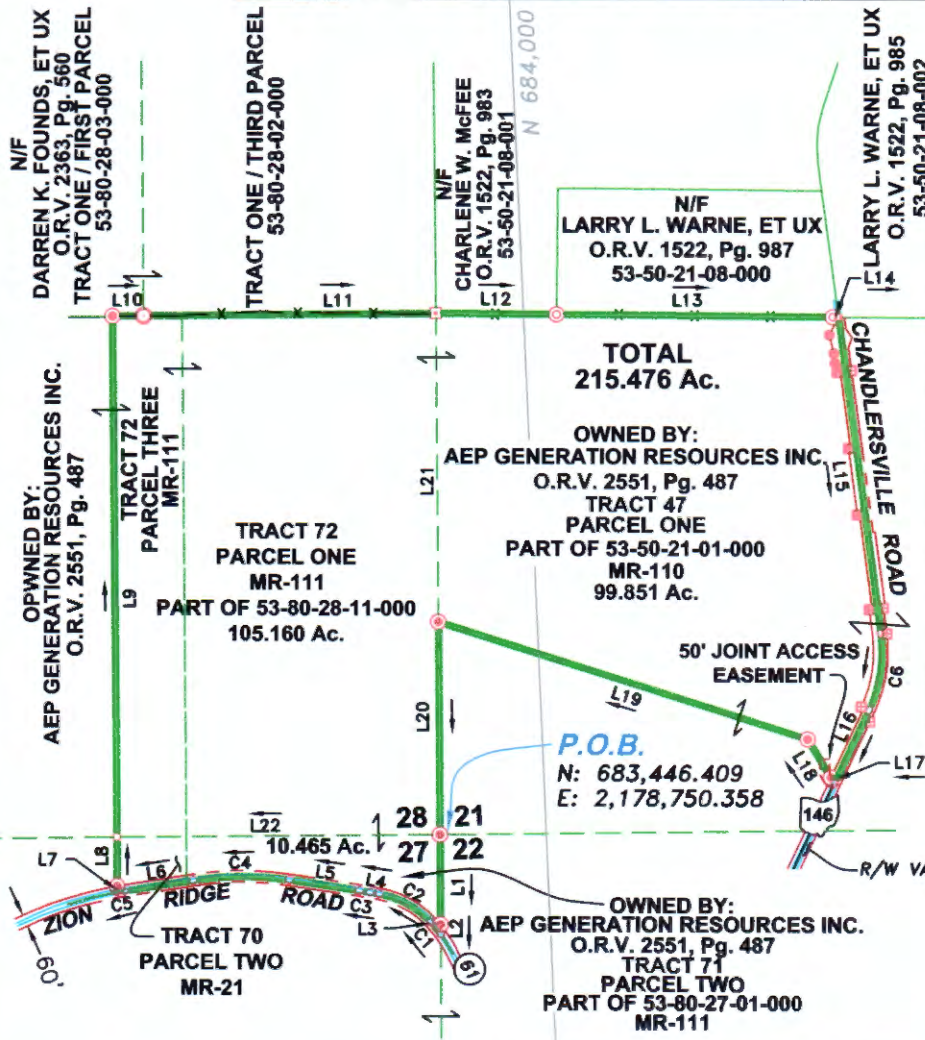 N/F
DARREN K. FOUNDS, ET UX
O.R.V. 2363, Pg. 560
TRACT ONE / FIRST PARCEL
53-80-28-03-000
TRACT ONE / THIRD PARCEL
53-80-28-02-000
N/F
CHARLENE W. McFEE
O.R.V. 1522, Pg. 983
53-50-21-08-001
N 684,000
N/F
LARRY L. WARNE, ET UX
O.R.V. 1522, Pg. 987
53-50-21-08-000
LARRY L. WARNE, ET UX
O.R.V. 1522, Pg. 985
53-50-21-08-002
L10
L11
L12
L13
L14
TOTAL
215.476 Ac.
CHANDLERSVILLE ROAD
OPWNED BY:
AEP GENERATION RESOURCES INC.
O.R.V. 2551, Pg. 487
TRACT 72
PARCEL THREE
MR-111
L9
L21
OWNED BY:
AEP GENERATION RESOURCES INC.
O.R.V. 2551, Pg. 487
TRACT 47
PARCEL ONE
PART OF 53-50-21-01-000
MR-110
99.851 Ac.
L15
TRACT 72
PARCEL ONE
MR-111
PART OF 53-80-28-11-000
105.160 Ac.
50' JOINT ACCESS
EASEMENT
C6
L19
L20
L16
L17
L18
P.O.B.
N: 683,446.409
E: 2,178,750.358
146
R/W VA
L22
28 21
27 22
10.465 Ac.
L7
L8
L6
C4
L5
L4
C2
C5
C3
L3
C1
L1
L2
ZION RIDGE ROAD
60'
61
TRACT 70
PARCEL TWO
MR-21
OWNED BY:
AEP GENERATION RESOURCES INC.
O.R.V. 2551, Pg. 487
TRACT 71
PARCEL TWO
PART OF 53-80-27-01-000
MR-111